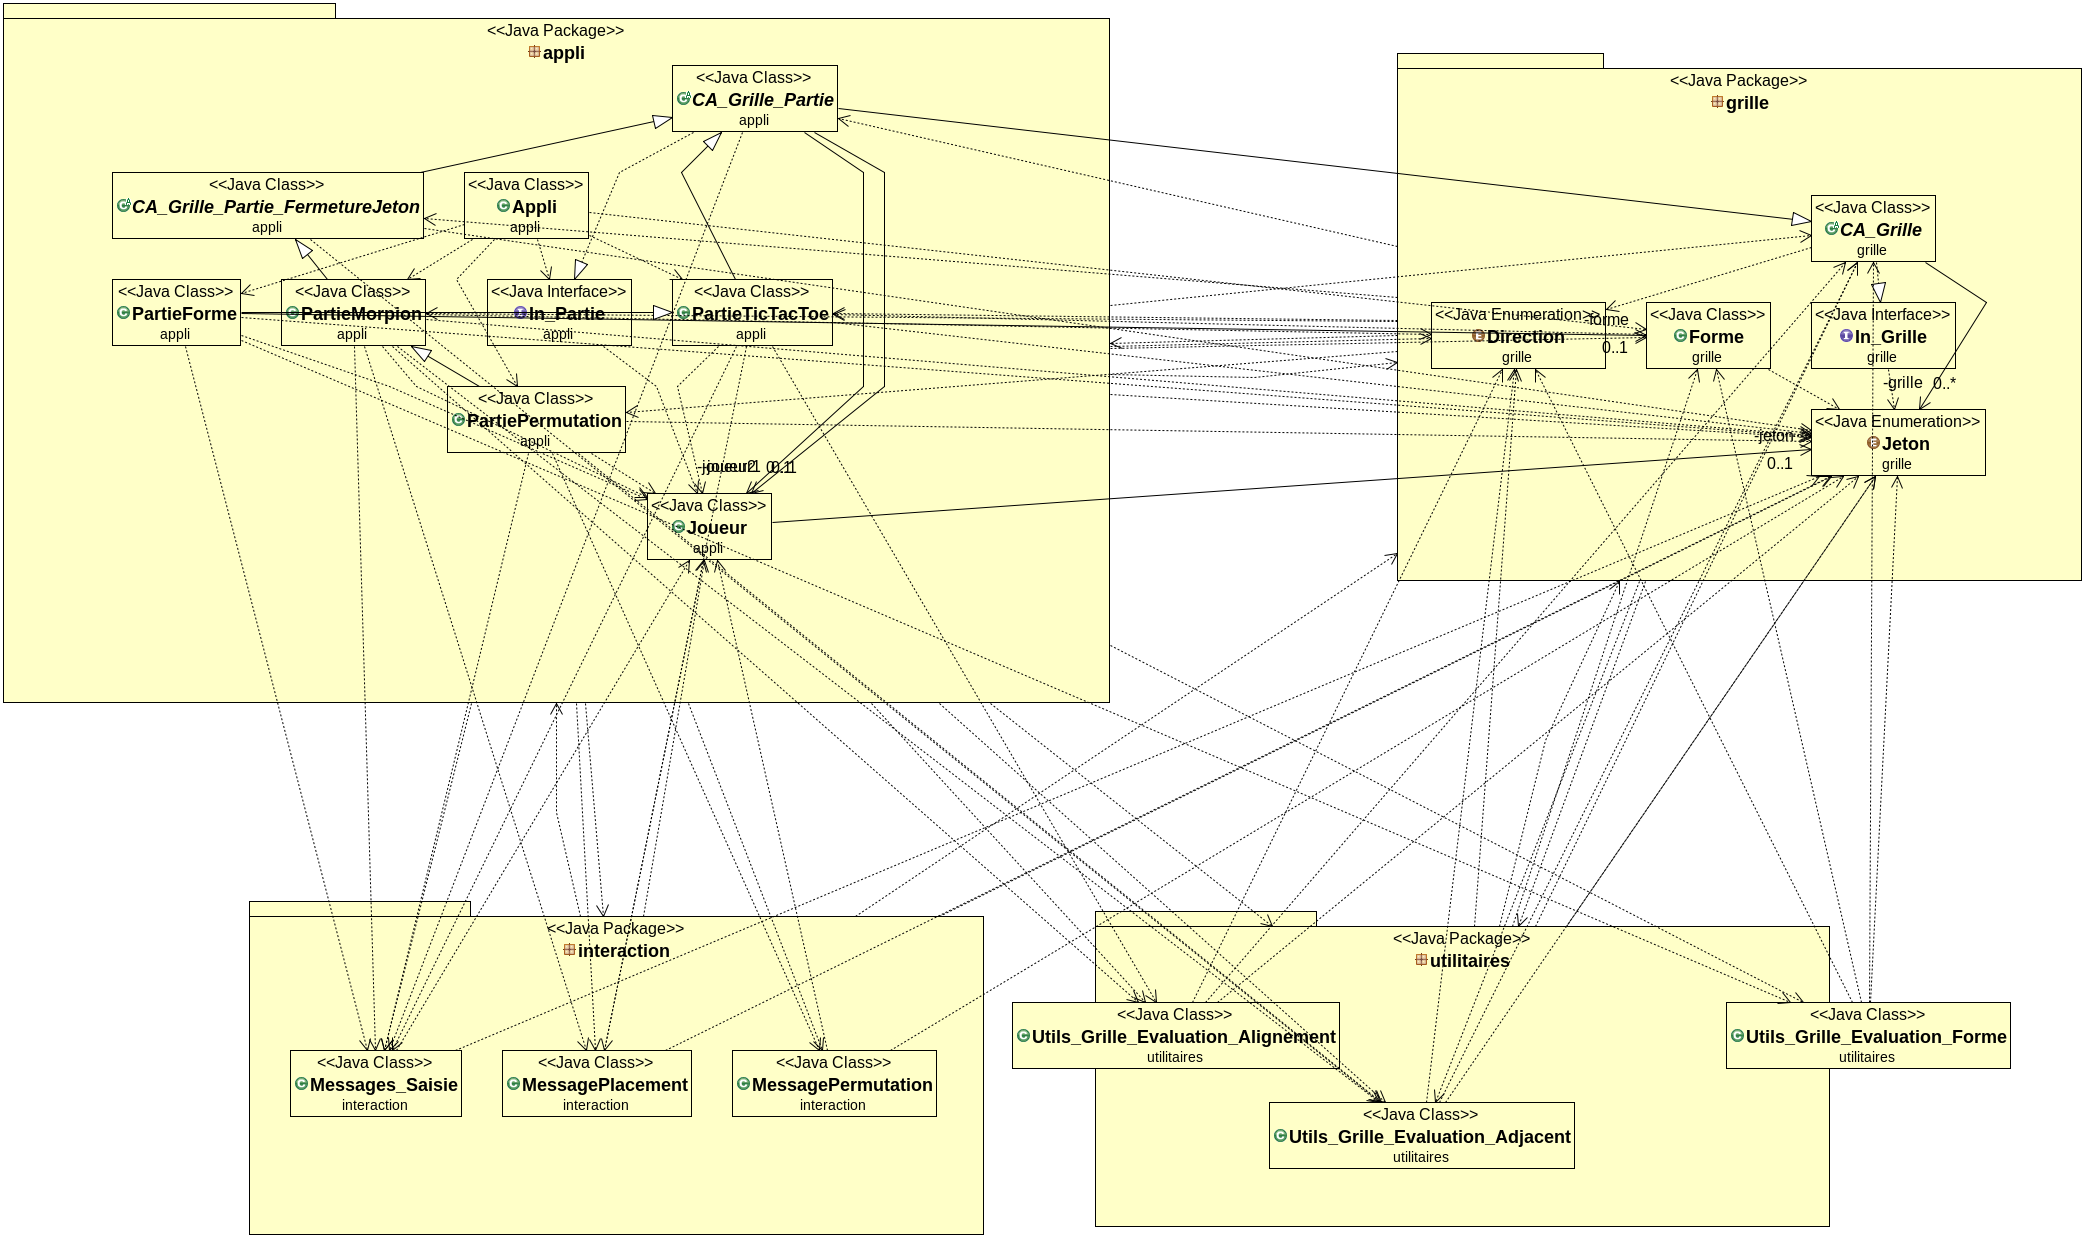 <<Java Package>>
appli
<<Java Class>>
CA_Grille_Partie
appli
<<Java Class>>
CA_Grille_Partie_FermetureJeton
appli
<<Java Class>>
Appli
appli
<<Java Class>>
PartieForme
appli
<<Java Class>>
PartieMorpion
appli
<<Java Interface>>
In_Partie
appli
<<Java Class>>
PartieTicTacToe
appli
<<Java Class>>
PartiePermutation
appli
-joueur1
0..1
<<Java Class>>
Joueur
appli
<<Java Package>>
grille
<<Java Class>>
CA_Grille
grille
<<Java Enumeration>>
Direction
grille
-forme
0..1
<<Java Class>>
Forme
grille
<<Java Interface>>
In_Grille
grille
-grille 0..*
<<Java Enumeration>>
Jeton
grille
-jeton
0..1
<<Java Package>>
interaction
<<Java Class>>
Messages_Saisie
interaction
<<Java Class>>
MessagePlacement
interaction
<<Java Class>>
MessagePermutation
interaction
<<Java Package>>
utilitaires
<<Java Class>>
Utils_Grille_Evaluation_Alignement
utilitaires
<<Java Class>>
Utils_Grille_Evaluation_Forme
utilitaires
<<Java Class>>
Utils_Grille_Evaluation_Adjacent
utilitaires